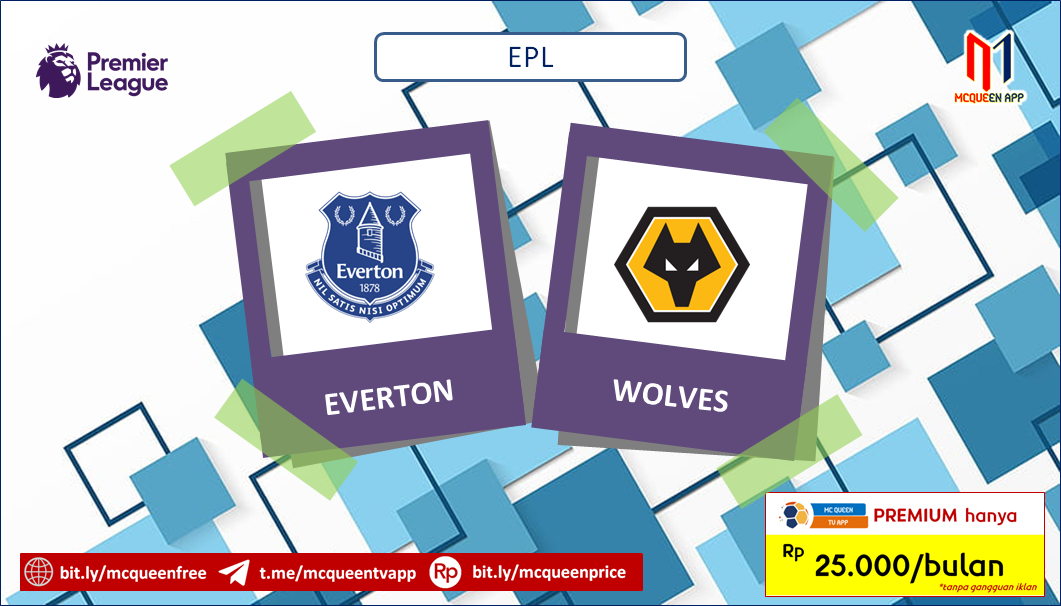 Premier
League
EPL
MCQUEEN APP
Everton
1878
NIL SATIS NISI OPTIMUM
EVERTON
WOLVES
MC QUEEN
TU APP
PREMIUM hanya
Rp 25.000/bulan
*tanpa gangguan iklan
bit.ly/mcqueenfree t.me/mcqueentvapp Rp bit.ly/mcqueenprice